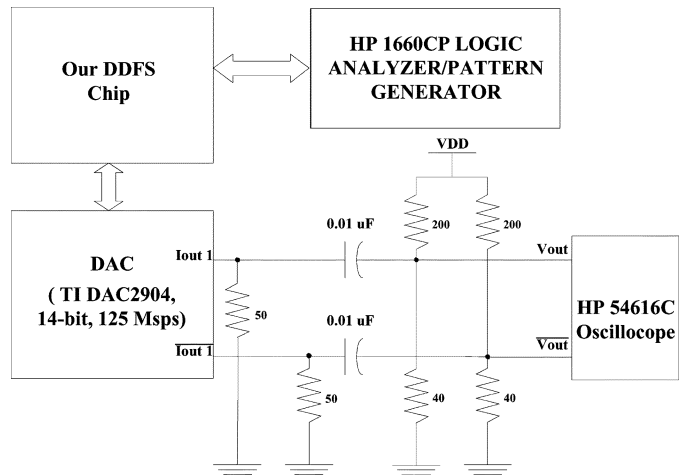 Our DDFS
Chip
HP 1660CP LOGIC
ANALYZER/PATTERN
GENERATOR
VDD
0.01 uF
200
200
DAC
( TI DAC2904,
14-bit, 125 Msps)
Iout 1
Vout
50
0.01 uF
HP 54616C
Oscillocope
Iout 1
Vout
50
40
40